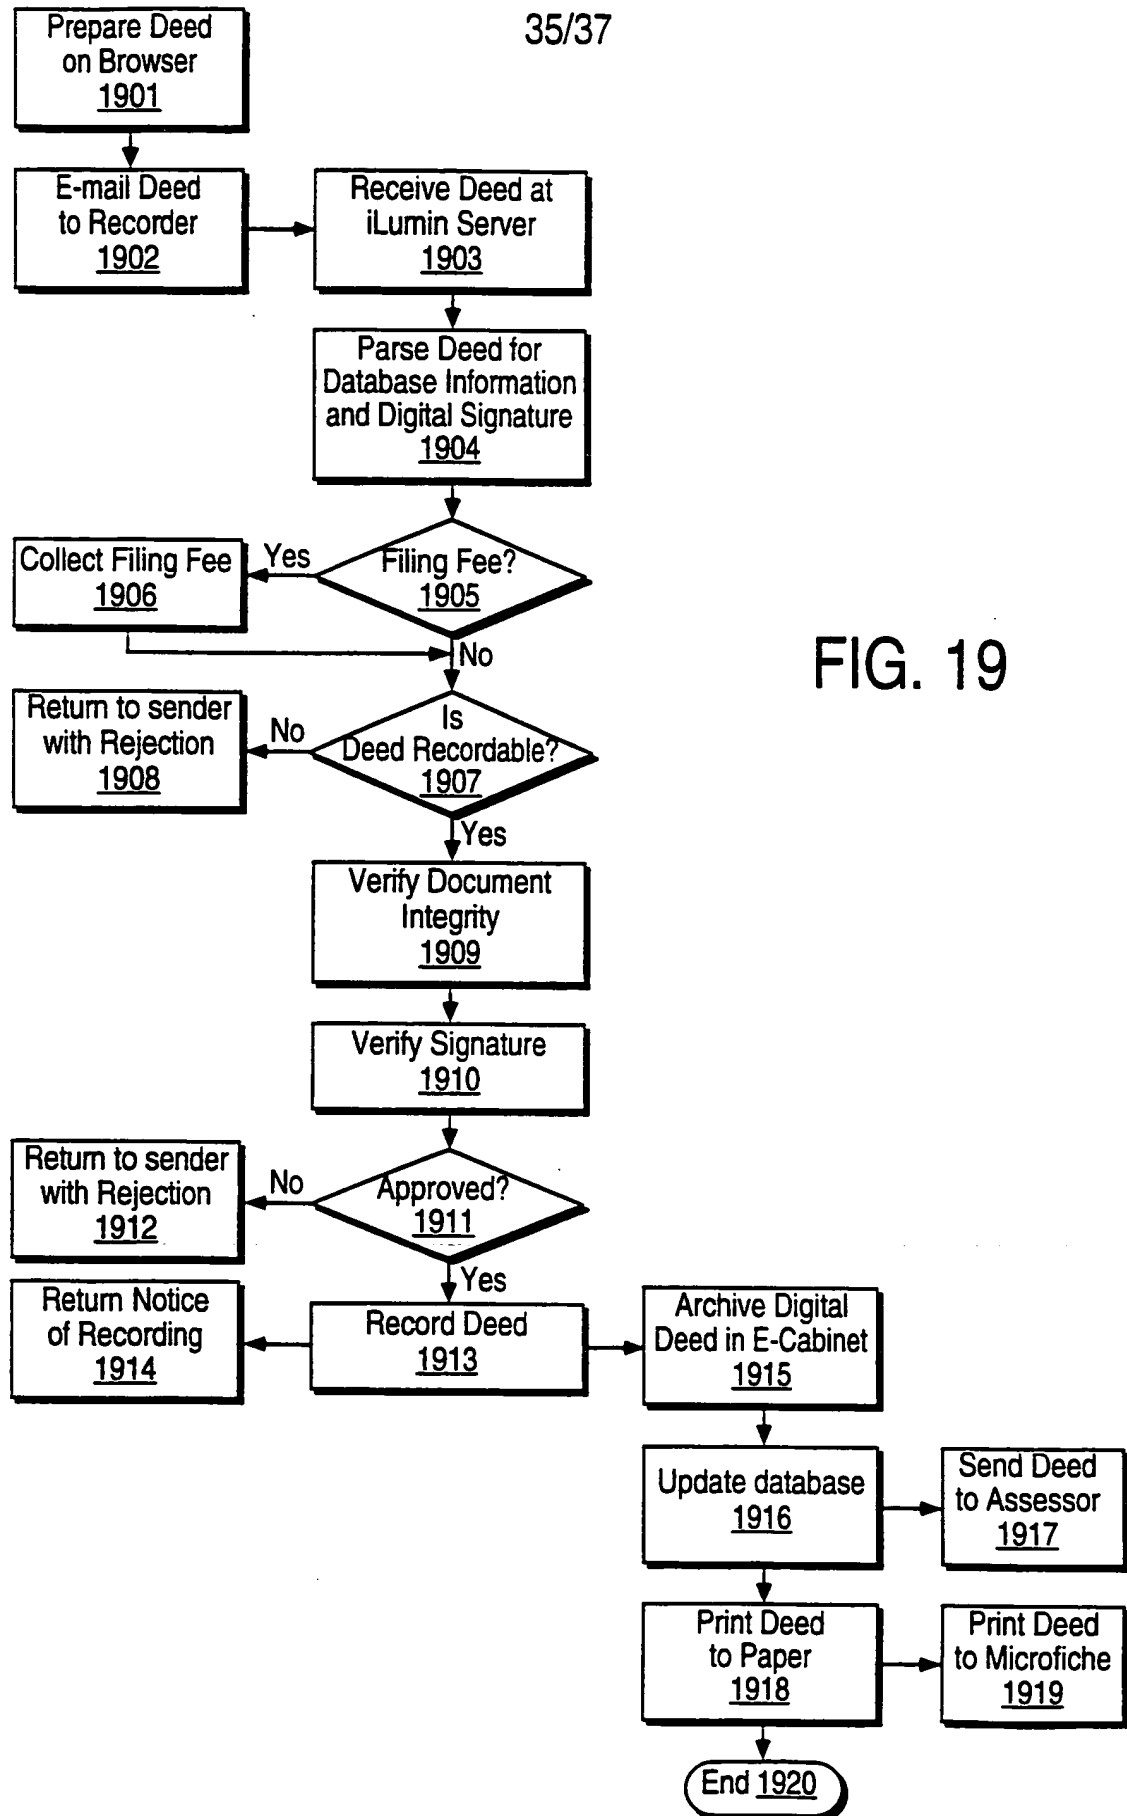 35/37
Prepare Deed
on Browser
1901
E-mail Deed
to Recorder
1902
Receive Deed at
iLumin Server
1903
Parse Deed for
Database Information
and Digital Signature
1904
Filing Fee?
1905
Yes
Collect Filing Fee
1906
No
FIG. 19
Is
Deed Recordable?
1907
No
Return to sender
with Rejection
1908
Yes
Verify Document
Integrity
1909
Verify Signature
1910
Approved?
1911
No
Return to sender
with Rejection
1912
Yes
Record Deed
1913
Return Notice
of Recording
1914
Archive Digital
Deed in E-Cabinet
1915
Update database
1916
Send Deed
to Assessor
1917
Print Deed
to Paper
1918
Print Deed
to Microfiche
1919
End 1920